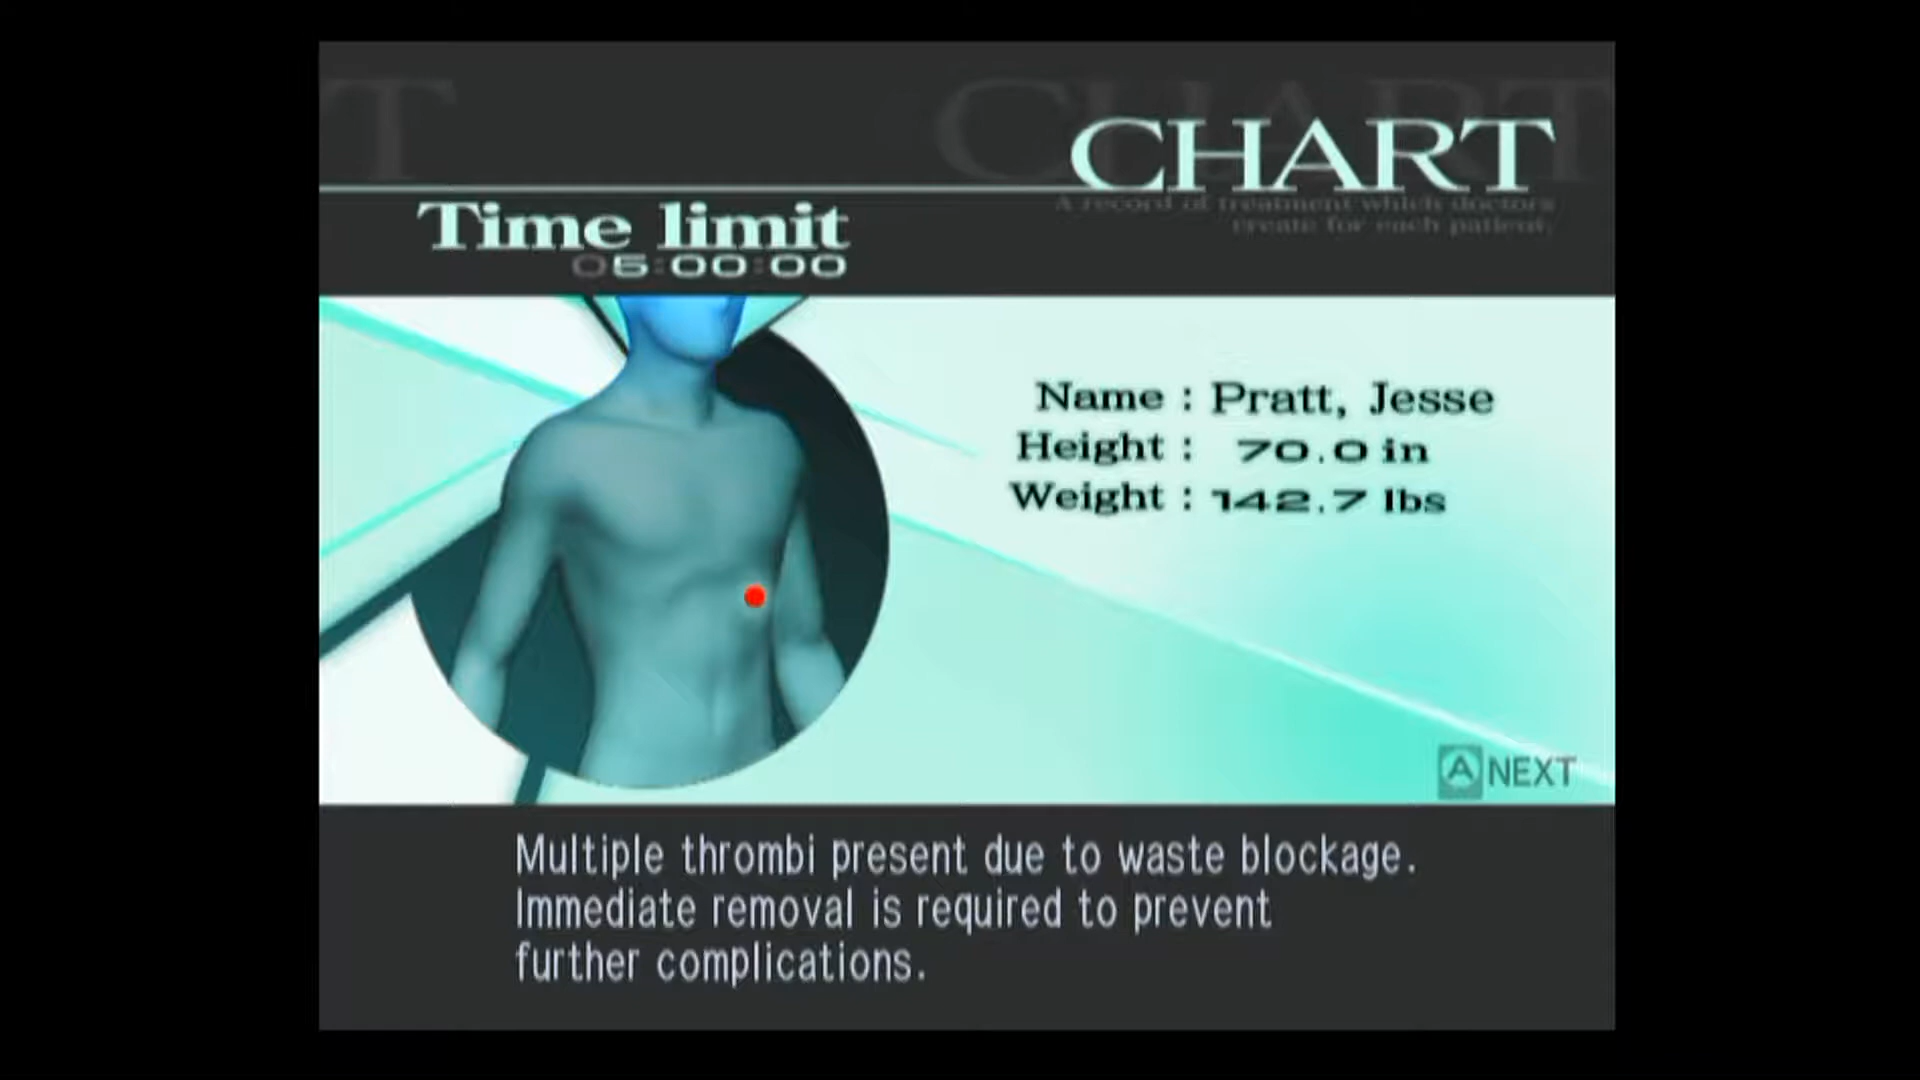 CHART
A record of treatment which doctors
create for each patient.
Time limit
05:00:00
Name : Pratt, Jesse
Height : 70.0 in
Weight : 142.7 lbs
A NEXT
Multiple thrombi present due to waste blockage.
Immediate removal is required to prevent
further complications.